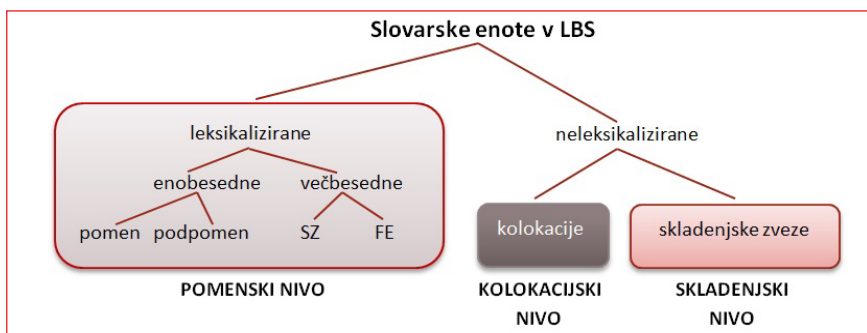 Slovarske enote v LBS
leksikalizirane
neleksikalizirane
enobesedne večbesedne
pomen podpomen SZ FE
kolokacije
skladenjske zveze
POMENSKI NIVO
KOLOKACIJSKI
NIVO
SKLADENJSKI
NIVO